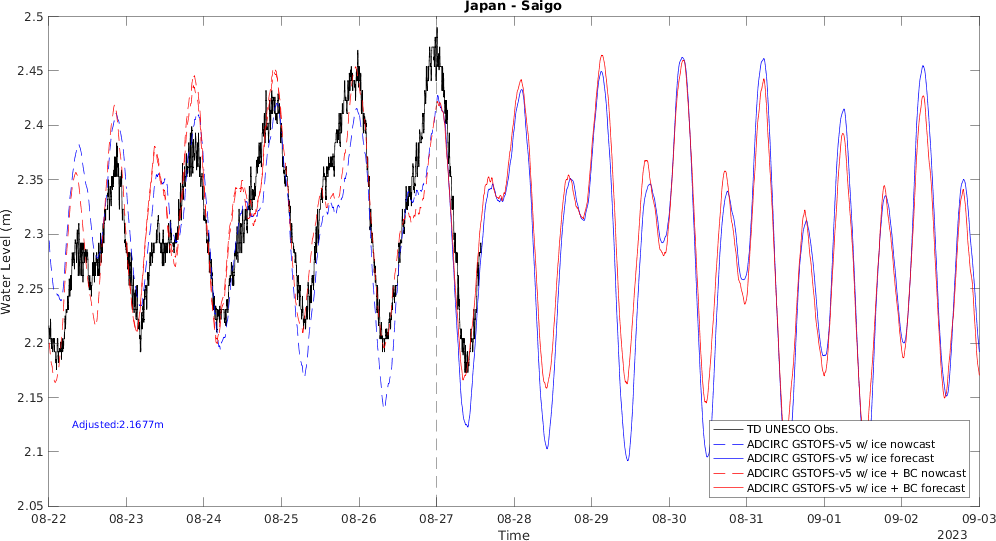 Japan - Saigo
2.5
2.45
2.4
2.35
2.3
2.25
2.2
2.15
2.1
2.05
Water Level (m)
Adjusted:2.1677m
TD UNESCO Obs.
ADCIRC GSTOFS-v5 w/ ice nowcast
ADCIRC GSTOFS-v5 w/ ice forecast
ADCIRC GSTOFS-v5 w/ ice + BC nowcast
ADCIRC GSTOFS-v5 w/ ice + BC forecast
08-22 08-23 08-24 08-25 08-26 08-27 08-28 08-29 08-30 08-31 09-01 09-02 09-03
Time
2023